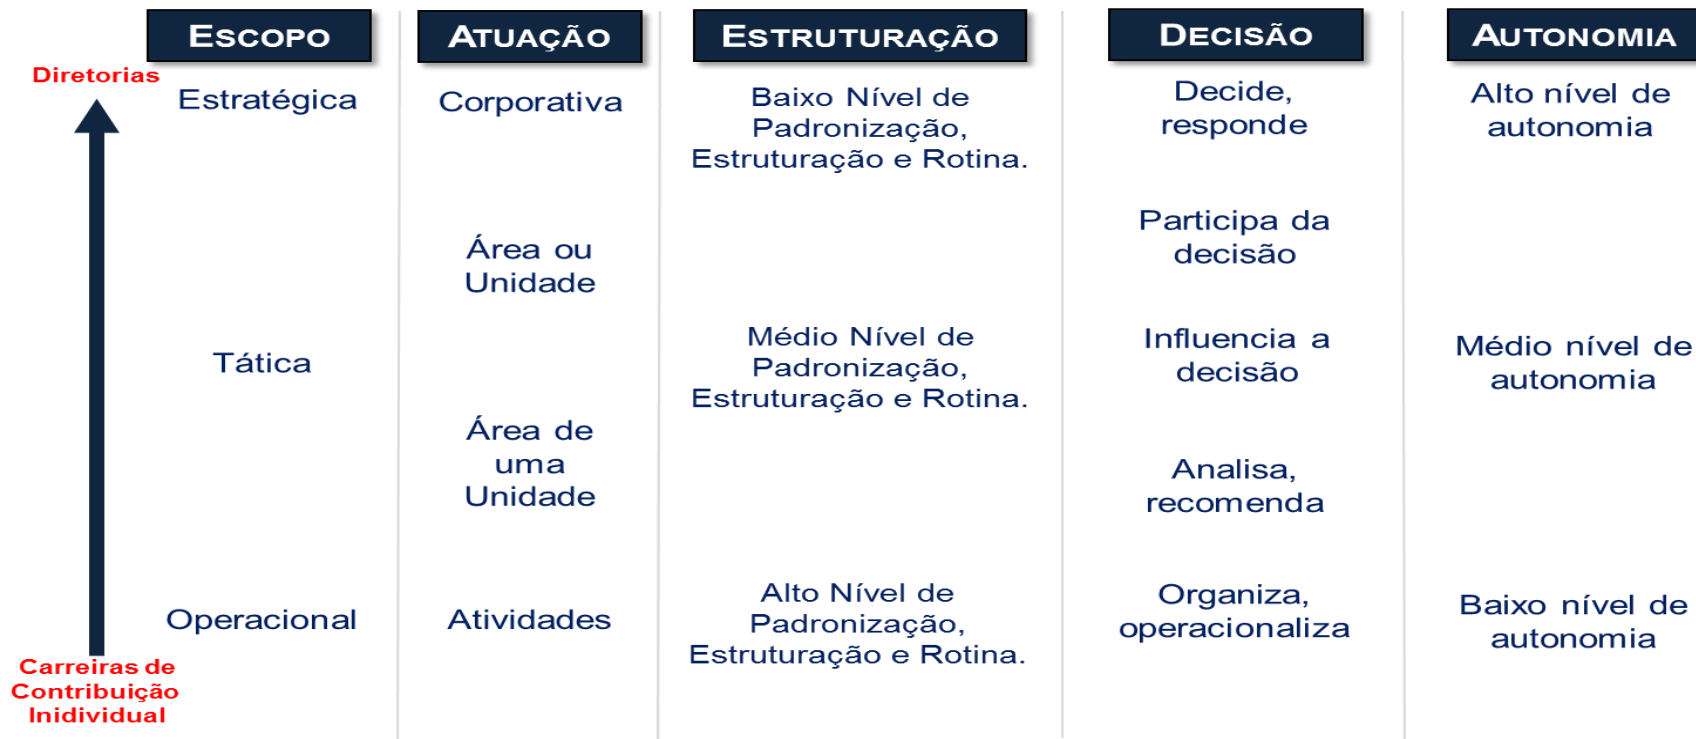 ESCOPO
ATUAÇÃO
ESTRUTURAÇÃO
DECISÃO
AUTONOMIA
Diretorias
Estratégica
Corporativa
Baixo Nível de
Padronização,
Estruturação e Rotina.
Decide,
responde
Alto nível de
autonomia
Área ou
Unidade
Participa da
decisão
Tática
Médio Nível de
Padronização,
Estruturação e Rotina.
Influencia a
decisão
Médio nível de
autonomia
Área de
uma
Unidade
Analisa,
recomenda
Operacional
Atividades
Alto Nível de
Padronização,
Estruturação e Rotina.
Organiza,
operacionaliza
Baixo nível de
autonomia
Carreiras de
Contribuição
Inidividual